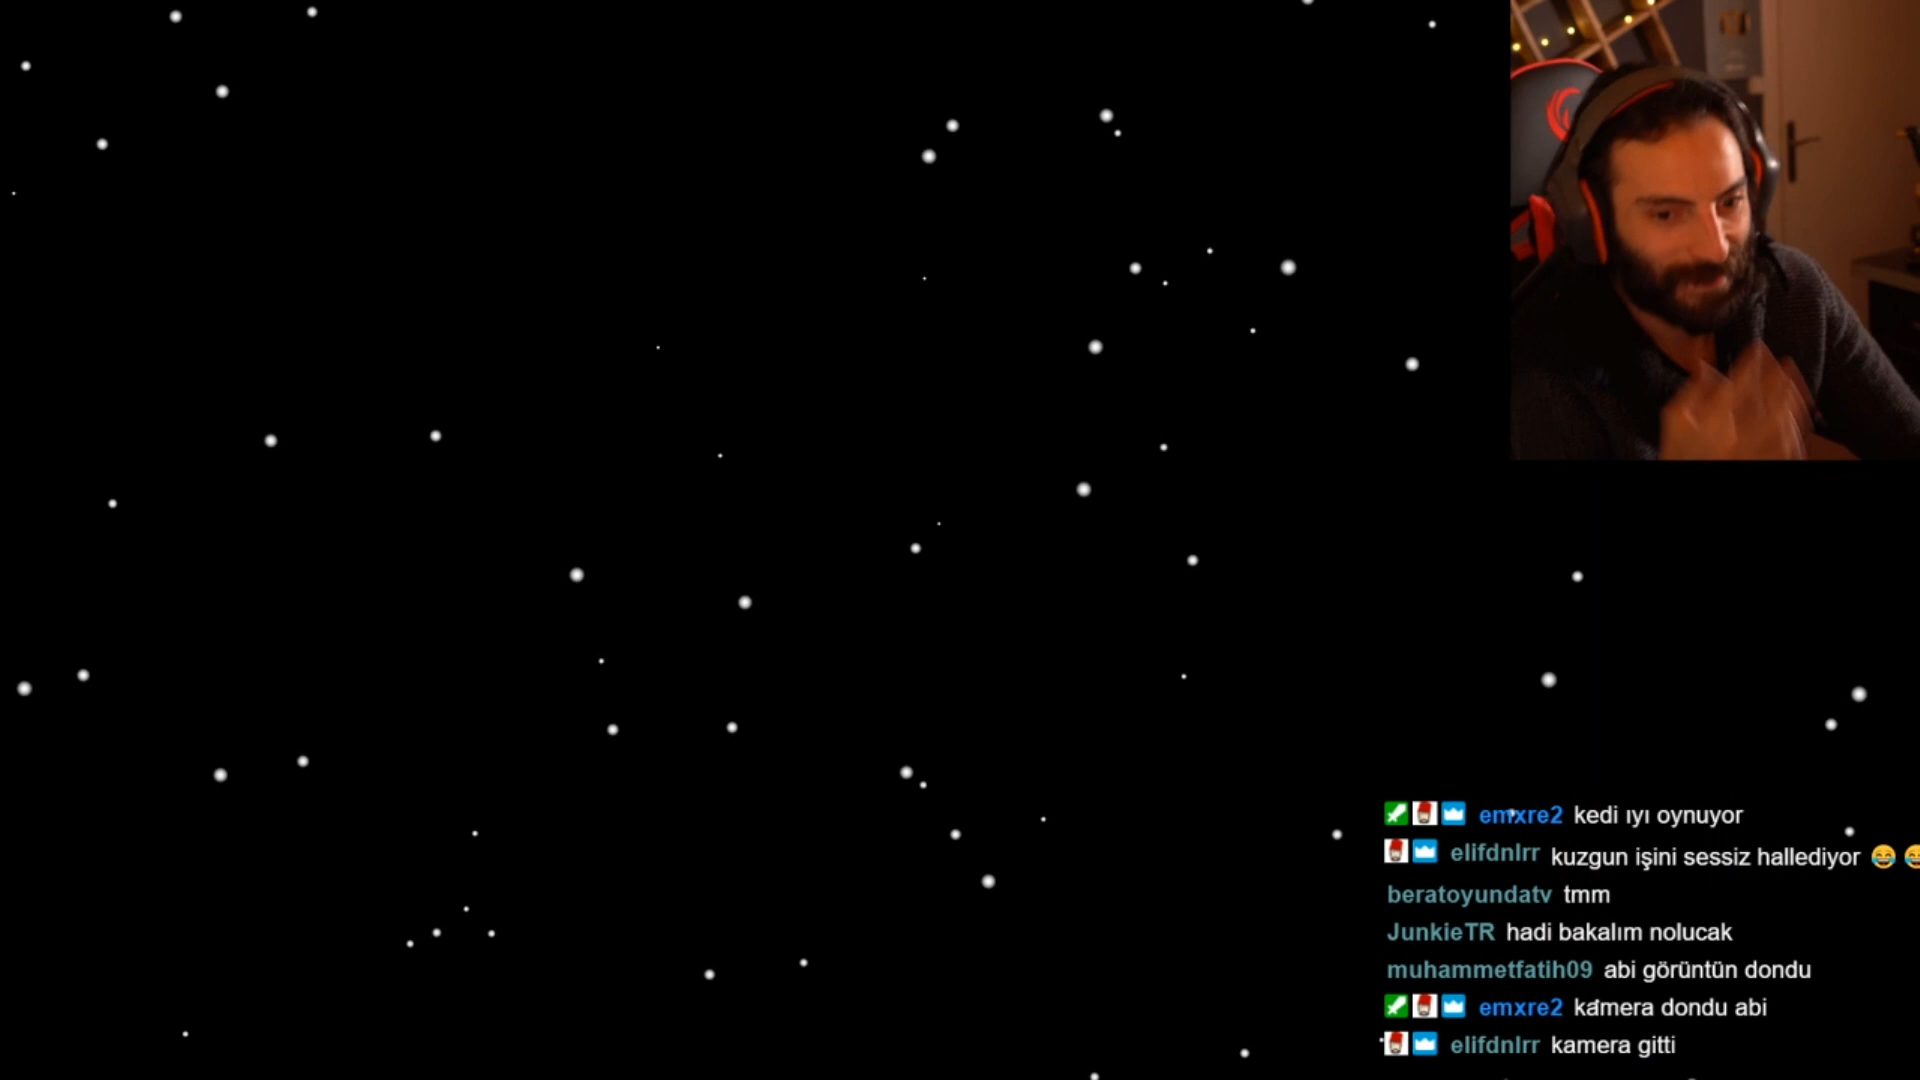 emxre2 kedi ıyı oynuyor
elifdnlrr kuzgun işini sessiz hallediyor 😂 😂
beratoyundatv tmm
JunkieTR hadi bakalım nolucak
muhammetfatih09 abi görüntün dondu
emxre2 kamera dondu abi
elifdnlrr kamera gitti